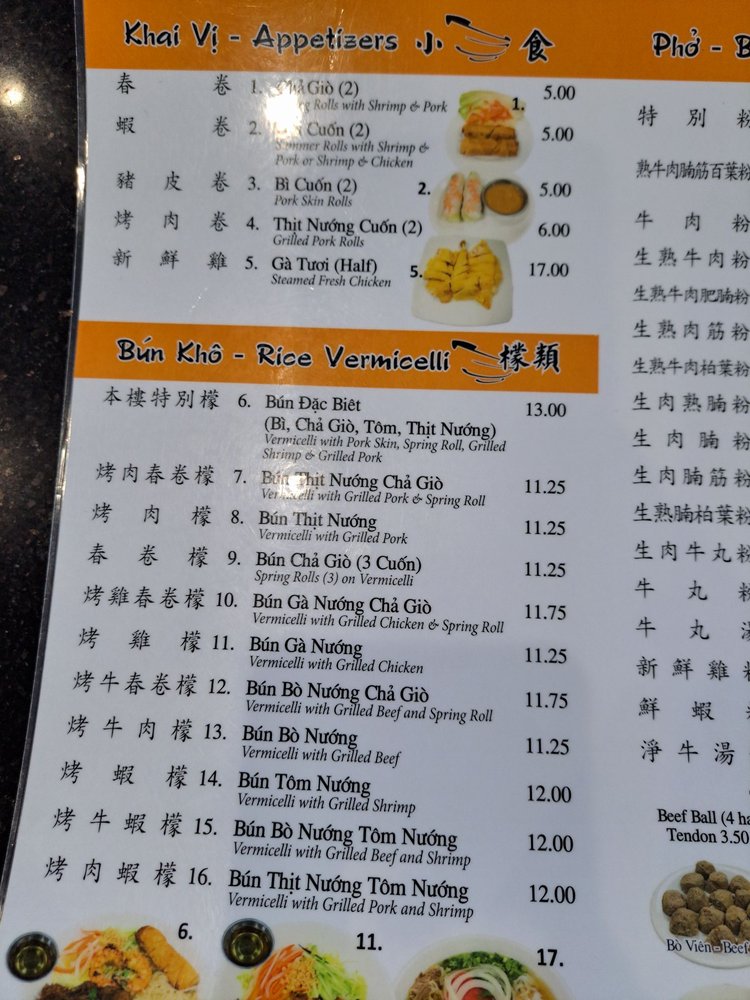 Khai Vị - Appetizers 小食
春卷 1. Chả Giò (2) 5.00
Rolls with Shrimp & Pork
1.
蝦卷 2. Cuốn (2) 5.00
Summer Rolls with Shrimp &
Pork or Shrimp & Chicken
豬皮卷 3. Bì Cuốn (2) 5.00
Pork Skin Rolls
2.
烤肉卷 4. Thịt Nướng Cuốn (2) 6.00
Grilled Pork Rolls
新鮮雞 5. Gà Tươi (Half) 17.00
Steamed Fresh Chicken
5.
Bún Khô - Rice Vermicelli 檬類
本樓特別檬 6. Bún Đặc Biêt 13.00
(Bì, Chả Giò, Tôm, Thịt Nướng)
Vermicelli with Pork Skin, Spring Roll, Grilled
Shrimp & Grilled Pork
烤肉春卷檬 7. Bún Thịt Nướng Chả Giò 11.25
Vermicelli with Grilled Pork & Spring Roll
烤肉檬 8. Bún Thịt Nướng 11.25
Vermicelli with Grilled Pork
春卷檬 9. Bún Chả Giò (3 Cuốn) 11.25
Spring Rolls (3) on Vermicelli
烤雞春卷檬 10. Bún Gà Nướng Chả Giò 11.75
Vermicelli with Grilled Chicken & Spring Roll
烤雞檬 11. Bún Gà Nướng 11.25
Vermicelli with Grilled Chicken
烤牛春卷檬 12. Bún Bò Nướng Chả Giò 11.75
Vermicelli with Grilled Beef and Spring Roll
烤牛肉檬 13. Bún Bò Nướng 11.25
Vermicelli with Grilled Beef
烤蝦檬 14. Bún Tôm Nướng 12.00
Vermicelli with Grilled Shrimp
烤牛蝦檬 15. Bún Bò Nướng Tôm Nướng 12.00
Vermicelli with Grilled Beef and Shrimp
烤肉蝦檬 16. Bún Thịt Nướng Tôm Nướng 12.00
Vermicelli with Grilled Pork and Shrimp
6.
11.
17.
Phở - B
特別粉
熟牛肉腩筋百葉粉
牛肉粉
生熟牛肉粉
生熟牛肉肥腩粉
生熟肉筋粉
生熟牛肉柏葉粉
生肉熟腩粉
生肉腩粉
生肉腩筋粉
生熟腩柏葉粉
生肉牛丸粉
牛丸粉
牛丸湯
新鮮雞粉
鮮蝦
淨牛湯
Beef Ball (4 ha
Tendon 3.50
Bò Viên - Beef